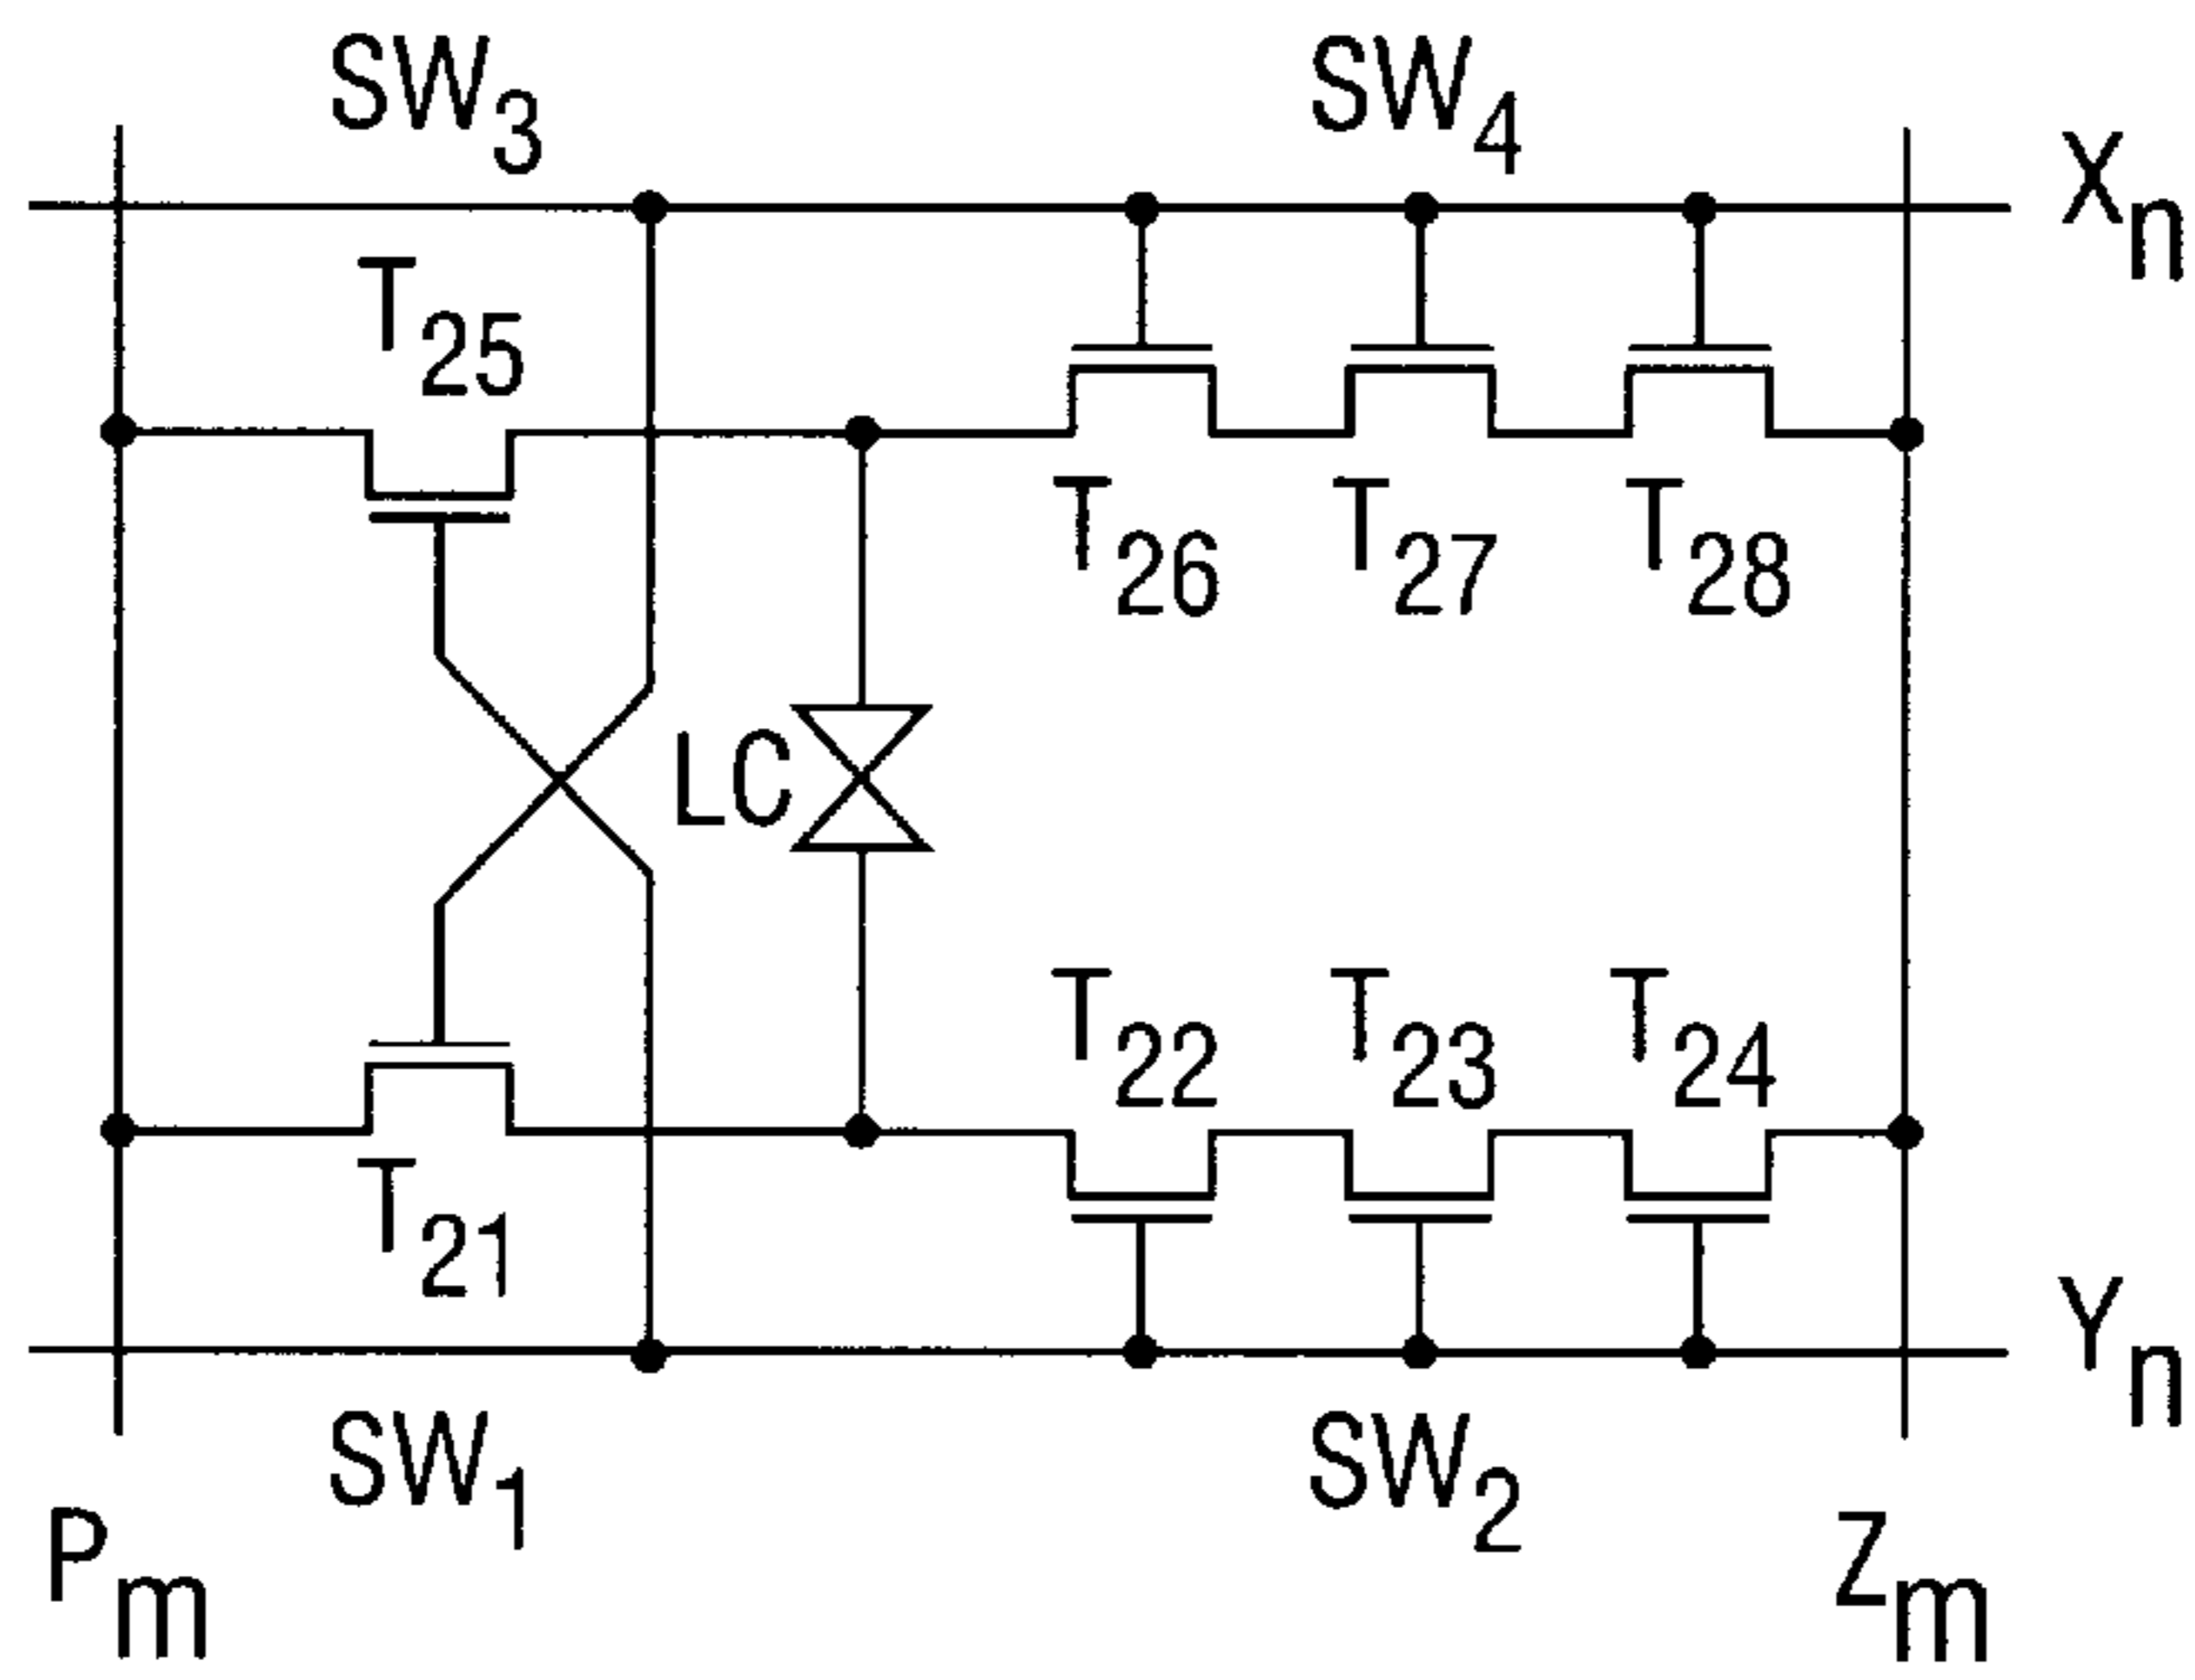 SW3 SW4
Xn
T25
T26 T27 T28
LC
T22 T23 T24
T21
Yn
SW1 SW2
Pm Zm